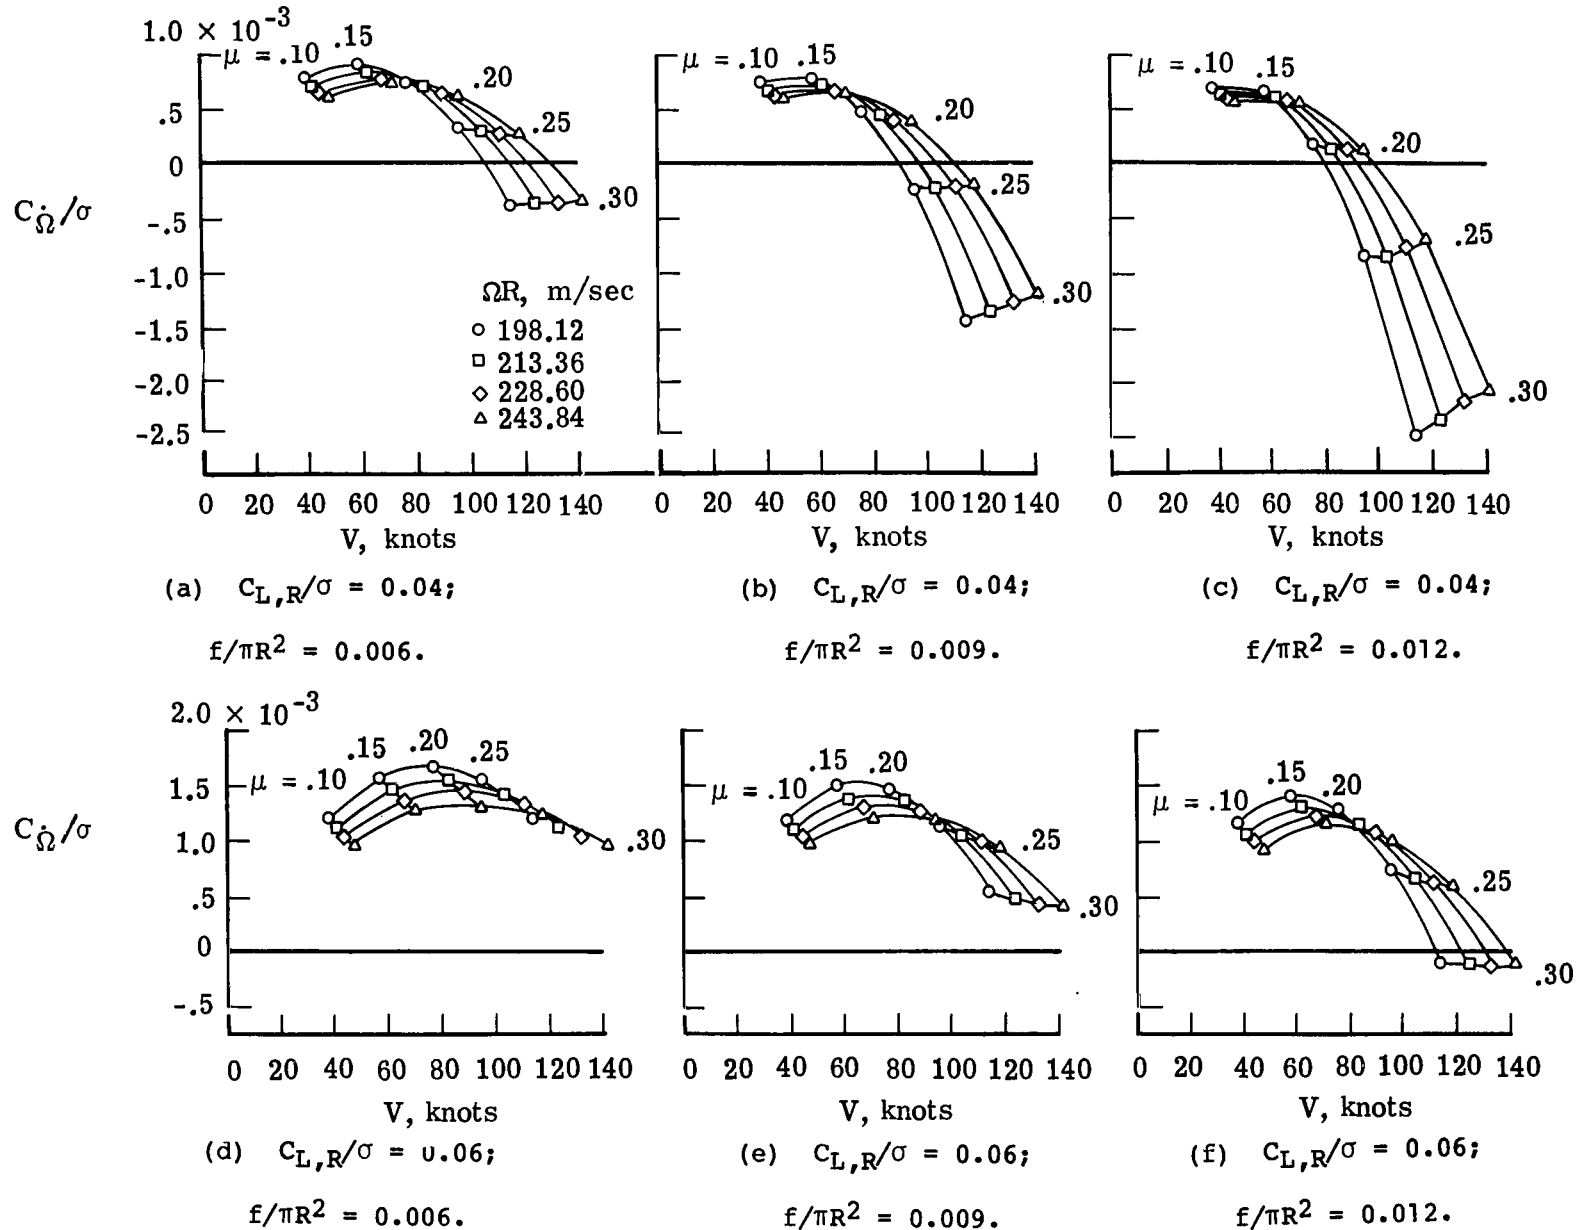 1.0 × 10⁻³
.5
0
-.5
-1.0
-1.5
-2.0
-2.5
C_Ω̇/σ
μ = .10 .15
.20
.25
.30
ΩR, m/sec
○ 198.12
□ 213.36
◇ 228.60
△ 243.84
0 20 40 60 80 100 120 140
V, knots
(a) C_L,R/σ = 0.04;
f/πR² = 0.006.
μ = .10 .15
.20
.25
.30
0 20 40 60 80 100 120 140
V, knots
(b) C_L,R/σ = 0.04;
f/πR² = 0.009.
μ = .10 .15
.20
.25
.30
0 20 40 60 80 100 120 140
V, knots
(c) C_L,R/σ = 0.04;
f/πR² = 0.012.
2.0 × 10⁻³
1.5
1.0
.5
0
-.5
C_Ω̇/σ
μ = .10 .15 .20 .25
.30
0 20 40 60 80 100 120 140
V, knots
(d) C_L,R/σ = 0.06;
f/πR² = 0.006.
μ = .10 .15 .20
.25
.30
0 20 40 60 80 100 120 140
V, knots
(e) C_L,R/σ = 0.06;
f/πR² = 0.009.
μ = .10 .15 .20
.25
.30
0 20 40 60 80 100 120 140
V, knots
(f) C_L,R/σ = 0.06;
f/πR² = 0.012.